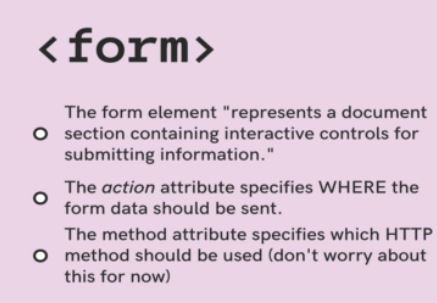 <form>
The form element "represents a document
section containing interactive controls for
submitting information."
The action attribute specifies WHERE the
form data should be sent.
The method attribute specifies which HTTP
method should be used (don't worry about
this for now)